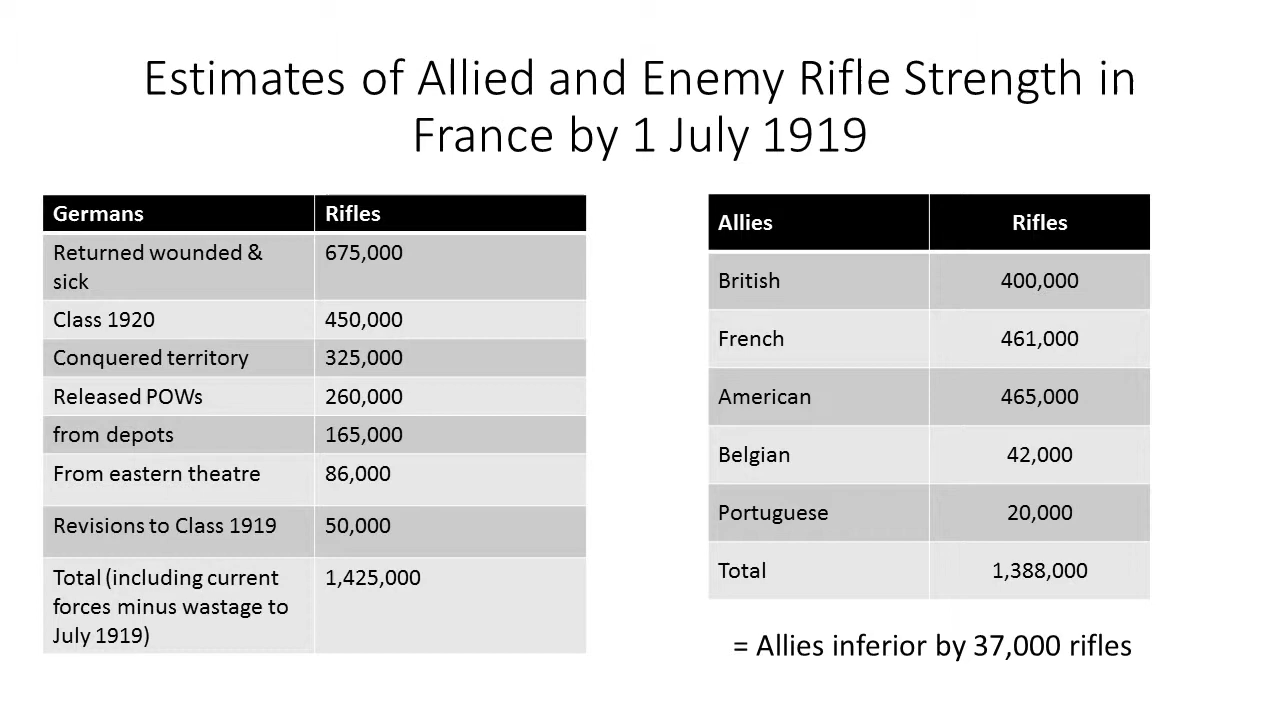 Estimates of Allied and Enemy Rifle Strength in
France by 1 July 1919
Germans Rifles
Returned wounded & 675,000
sick
Class 1920 450,000
Conquered territory 325,000
Released POWs 260,000
from depots 165,000
From eastern theatre 86,000
Revisions to Class 1919 50,000
Total (including current 1,425,000
forces minus wastage to
July 1919)
Allies Rifles
British 400,000
French 461,000
American 465,000
Belgian 42,000
Portuguese 20,000
Total 1,388,000
= Allies inferior by 37,000 rifles